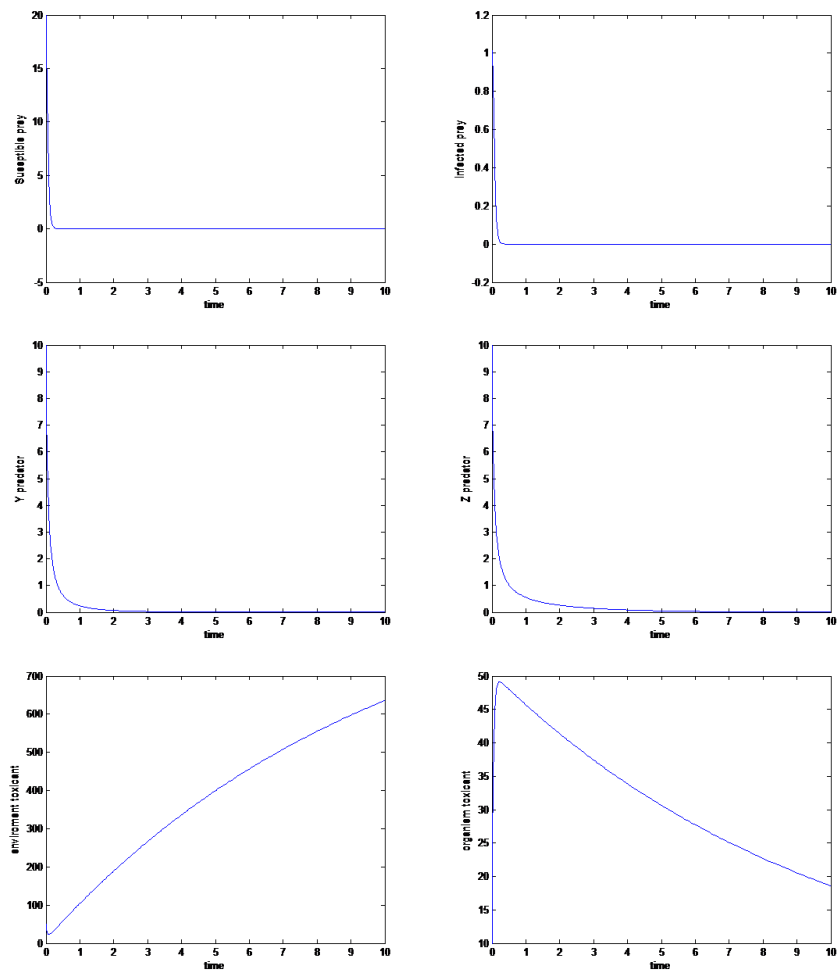 Suseptible prey
20
15
10
5
0
-5
0 1 2 3 4 5 6 7 8 9 10
time
Infected prey
1.2
1
0.8
0.6
0.4
0.2
0
-0.2
0 1 2 3 4 5 6 7 8 9 10
time
Y predator
10
9
8
7
6
5
4
3
2
1
0
0 1 2 3 4 5 6 7 8 9 10
time
Z predator
10
9
8
7
6
5
4
3
2
1
0
0 1 2 3 4 5 6 7 8 9 10
time
enviroment toxicant
700
600
500
400
300
200
100
0
0 1 2 3 4 5 6 7 8 9 10
time
organism toxicant
50
45
40
35
30
25
20
15
10
0 1 2 3 4 5 6 7 8 9 10
time